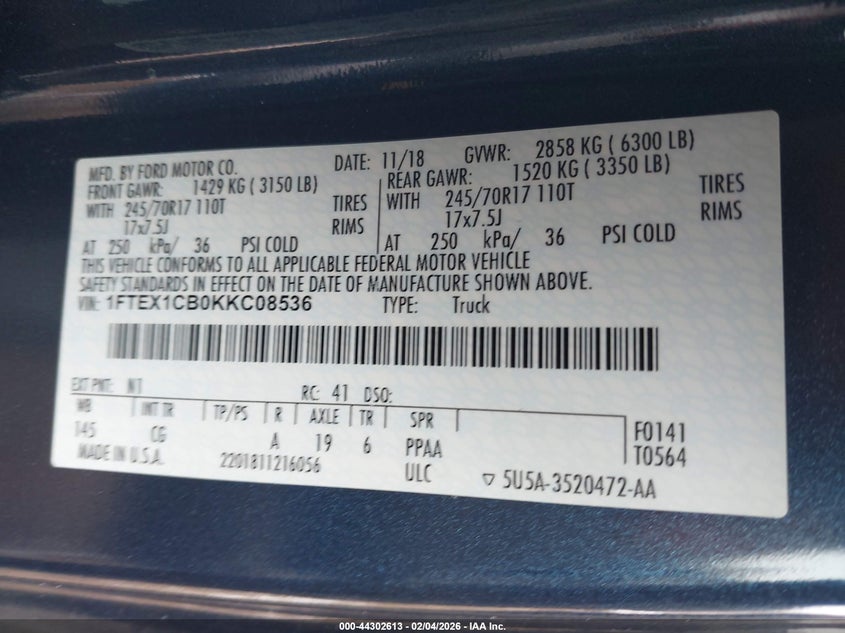 MFD. BY FORD MOTOR CO.
DATE: 11/18 GVWR: 2858 KG ( 6300 LB)
FRONT GAWR: 1429 KG ( 3150 LB)
WITH 245/70R17 110T TIRES
17x7.5J RIMS
AT 250 kPa/ 36 PSI COLD
REAR GAWR: 1520 KG ( 3350 LB)
WITH 245/70R17 110T TIRES
17x7.5J RIMS
AT 250 kPa/ 36 PSI COLD
THIS VEHICLE CONFORMS TO ALL APPLICABLE FEDERAL MOTOR VEHICLE
SAFETY STANDARDS IN EFFECT ON THE DATE OF MANUFACTURE SHOWN ABOVE.
VIN: 1FTEX1CB0KKC08536 TYPE: Truck
EXT PNT: N1 RC: 41 DSO:
WB INT TR TP/PS R AXLE TR SPR
145 CG A 19 6 PPAA
F0141
T0564
MADE IN U.S.A. 2201811216056 ULC
▽ 5U5A-3520472-AA
000-44302613 - 02/04/2026 - IAA Inc.